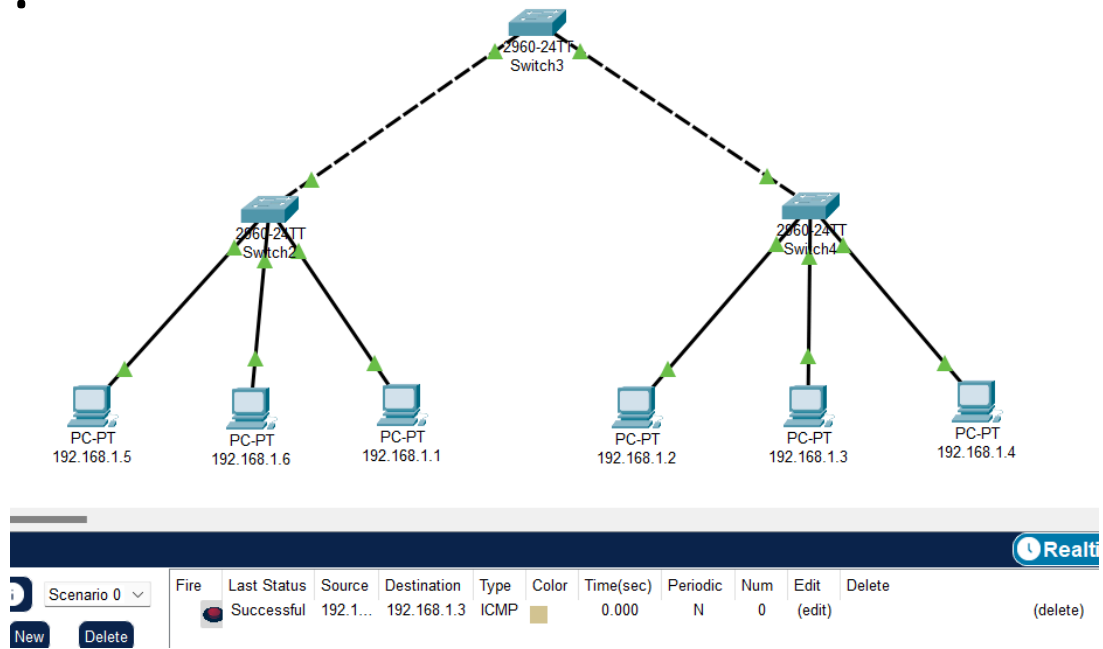 2960-24TT
Switch3
2960-24TT
Switch2
2960-24TT
Switch4
PC-PT
192.168.1.5
PC-PT
192.168.1.6
PC-PT
192.168.1.1
PC-PT
192.168.1.2
PC-PT
192.168.1.3
PC-PT
192.168.1.4
Realti
Scenario 0
New Delete
Fire Last Status Source Destination Type Color Time(sec) Periodic Num Edit Delete
Successful 192.1... 192.168.1.3 ICMP 0.000 N 0 (edit) (delete)